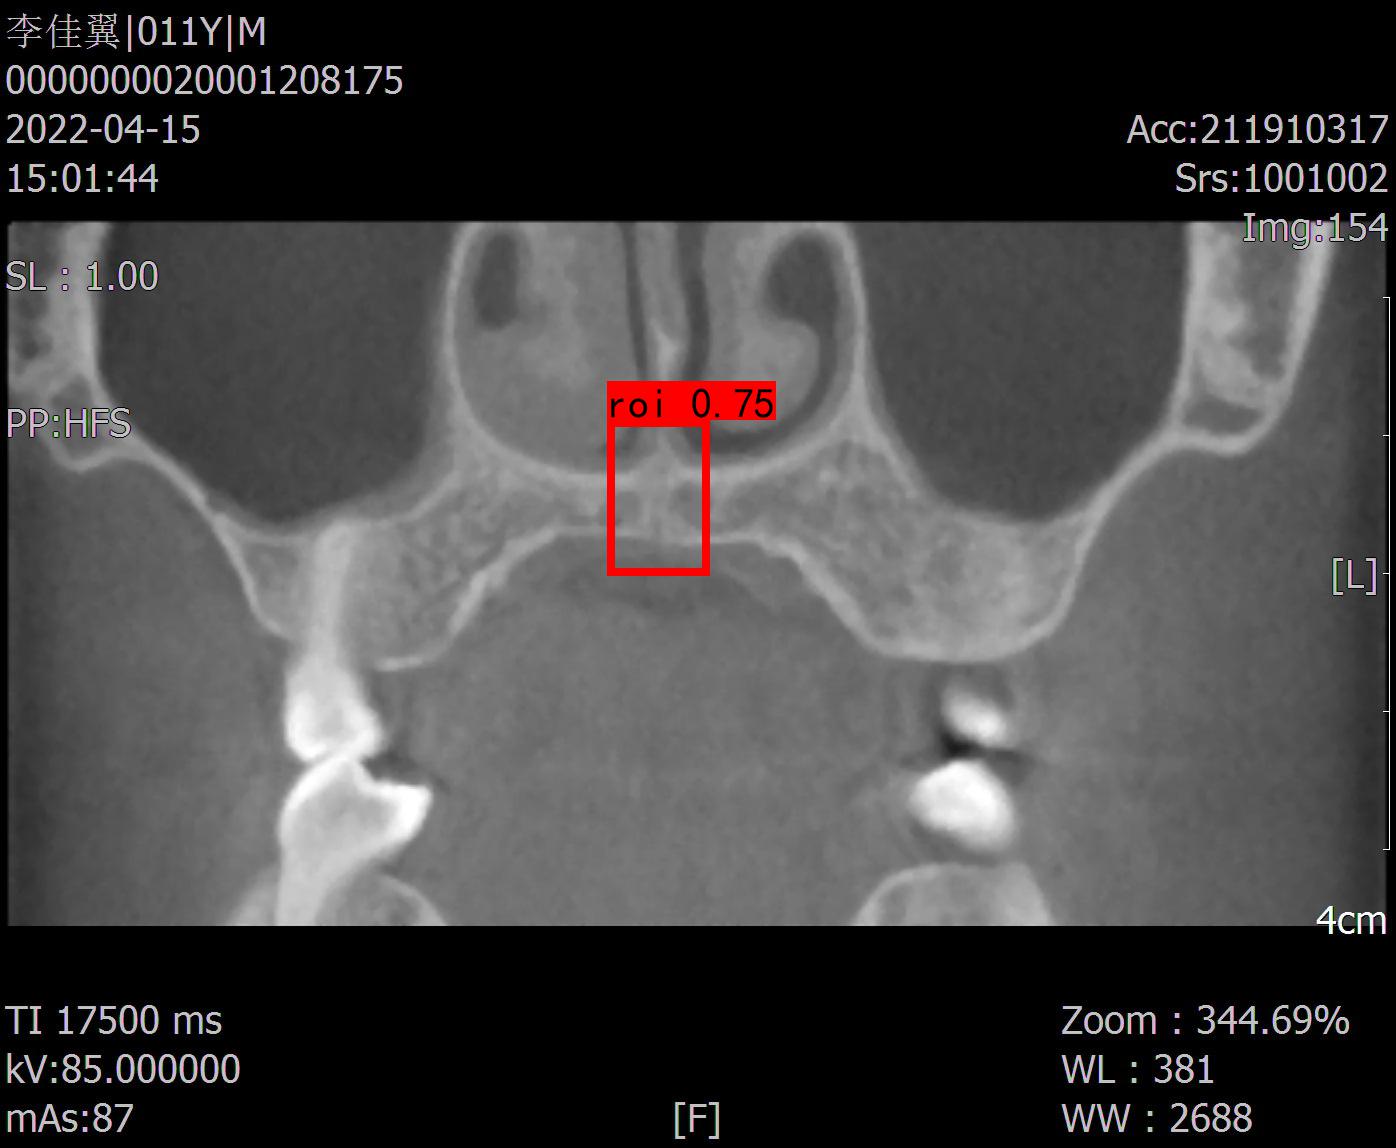 李佳翼|011Y|M
0000000020001208175
2022-04-15
15:01:44
Acc:211910317
Srs:1001002
Img:154
SL : 1.00
PP:HFS
roi 0.75
[L]
4cm
TI 17500 ms
kV:85.000000
mAs:87
[F]
Zoom : 344.69%
WL : 381
WW : 2688